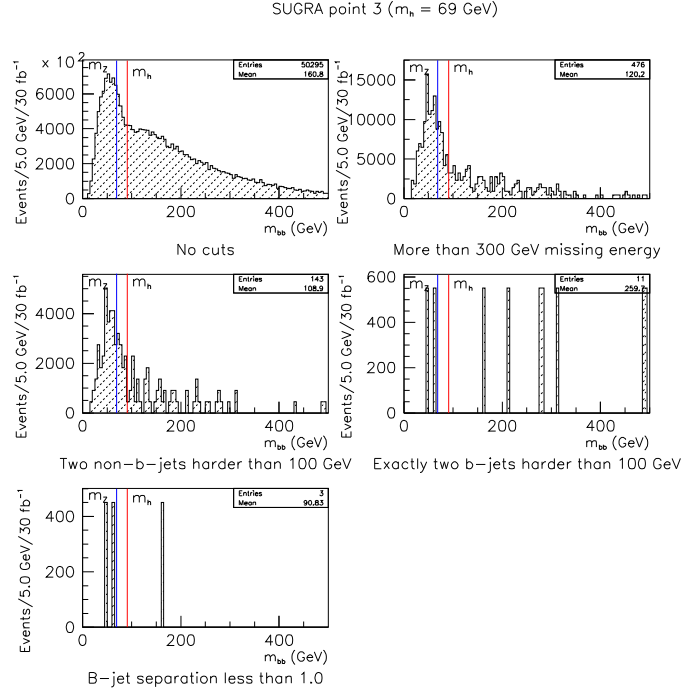 SUGRA point 3 (mₕ = 69 GeV)
x 10²
Events/5.0 GeV/30 fb⁻¹
6000
4000
2000
0
m_Z
m_h
Entries 50295
Mean 160.8
0 200 400
m_bb (GeV)
No cuts
Events/5.0 GeV/30 fb⁻¹
15000
10000
5000
0
m_Z
m_h
Entries 476
Mean 120.2
0 200 400
m_bb (GeV)
More than 300 GeV missing energy
Events/5.0 GeV/30 fb⁻¹
4000
2000
0
m_Z
m_h
Entries 143
Mean 108.9
0 200 400
m_bb (GeV)
Two non-b-jets harder than 100 GeV
Events/5.0 GeV/30 fb⁻¹
600
400
200
0
m_Z
m_h
Entries 11
Mean 259.7
0 200 400
m_bb (GeV)
Exactly two b-jets harder than 100 GeV
Events/5.0 GeV/30 fb⁻¹
400
200
0
m_Z
m_h
Entries 3
Mean 90.83
0 200 400
m_bb (GeV)
B-jet separation less than 1.0